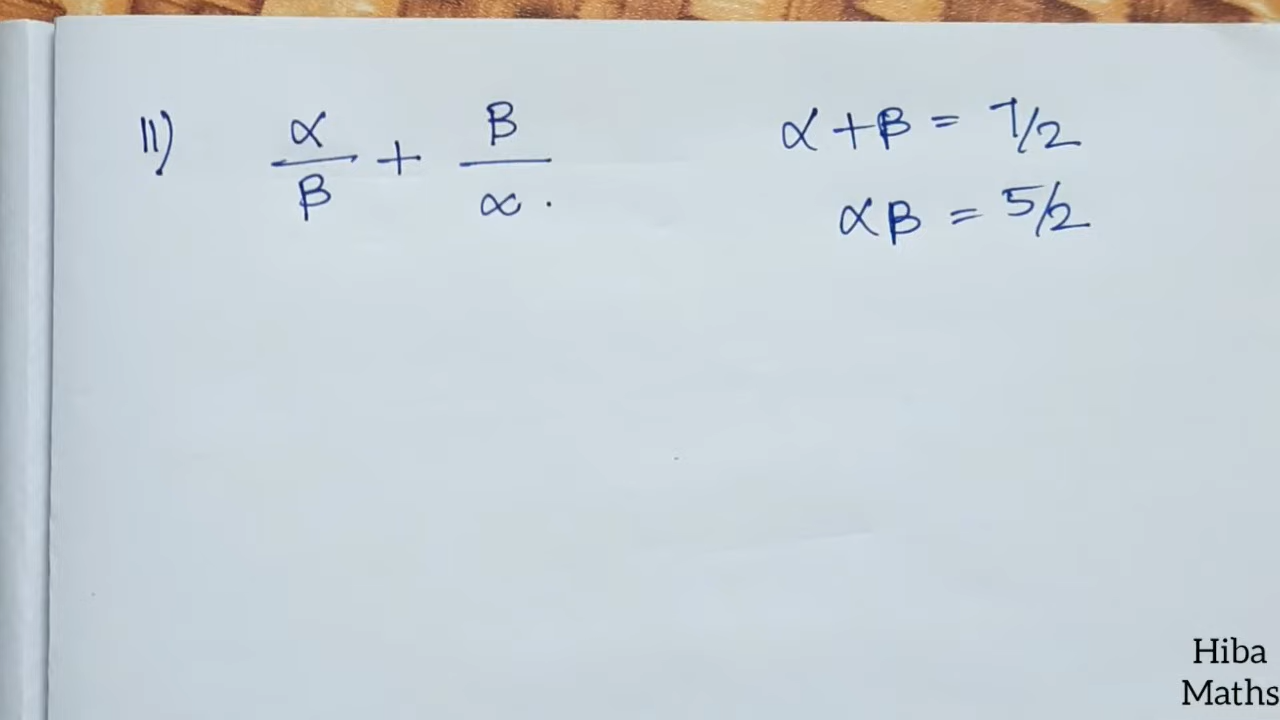 11) α/β + β/α. α + β = 7/2
αβ = 5/2
Hiba
Maths